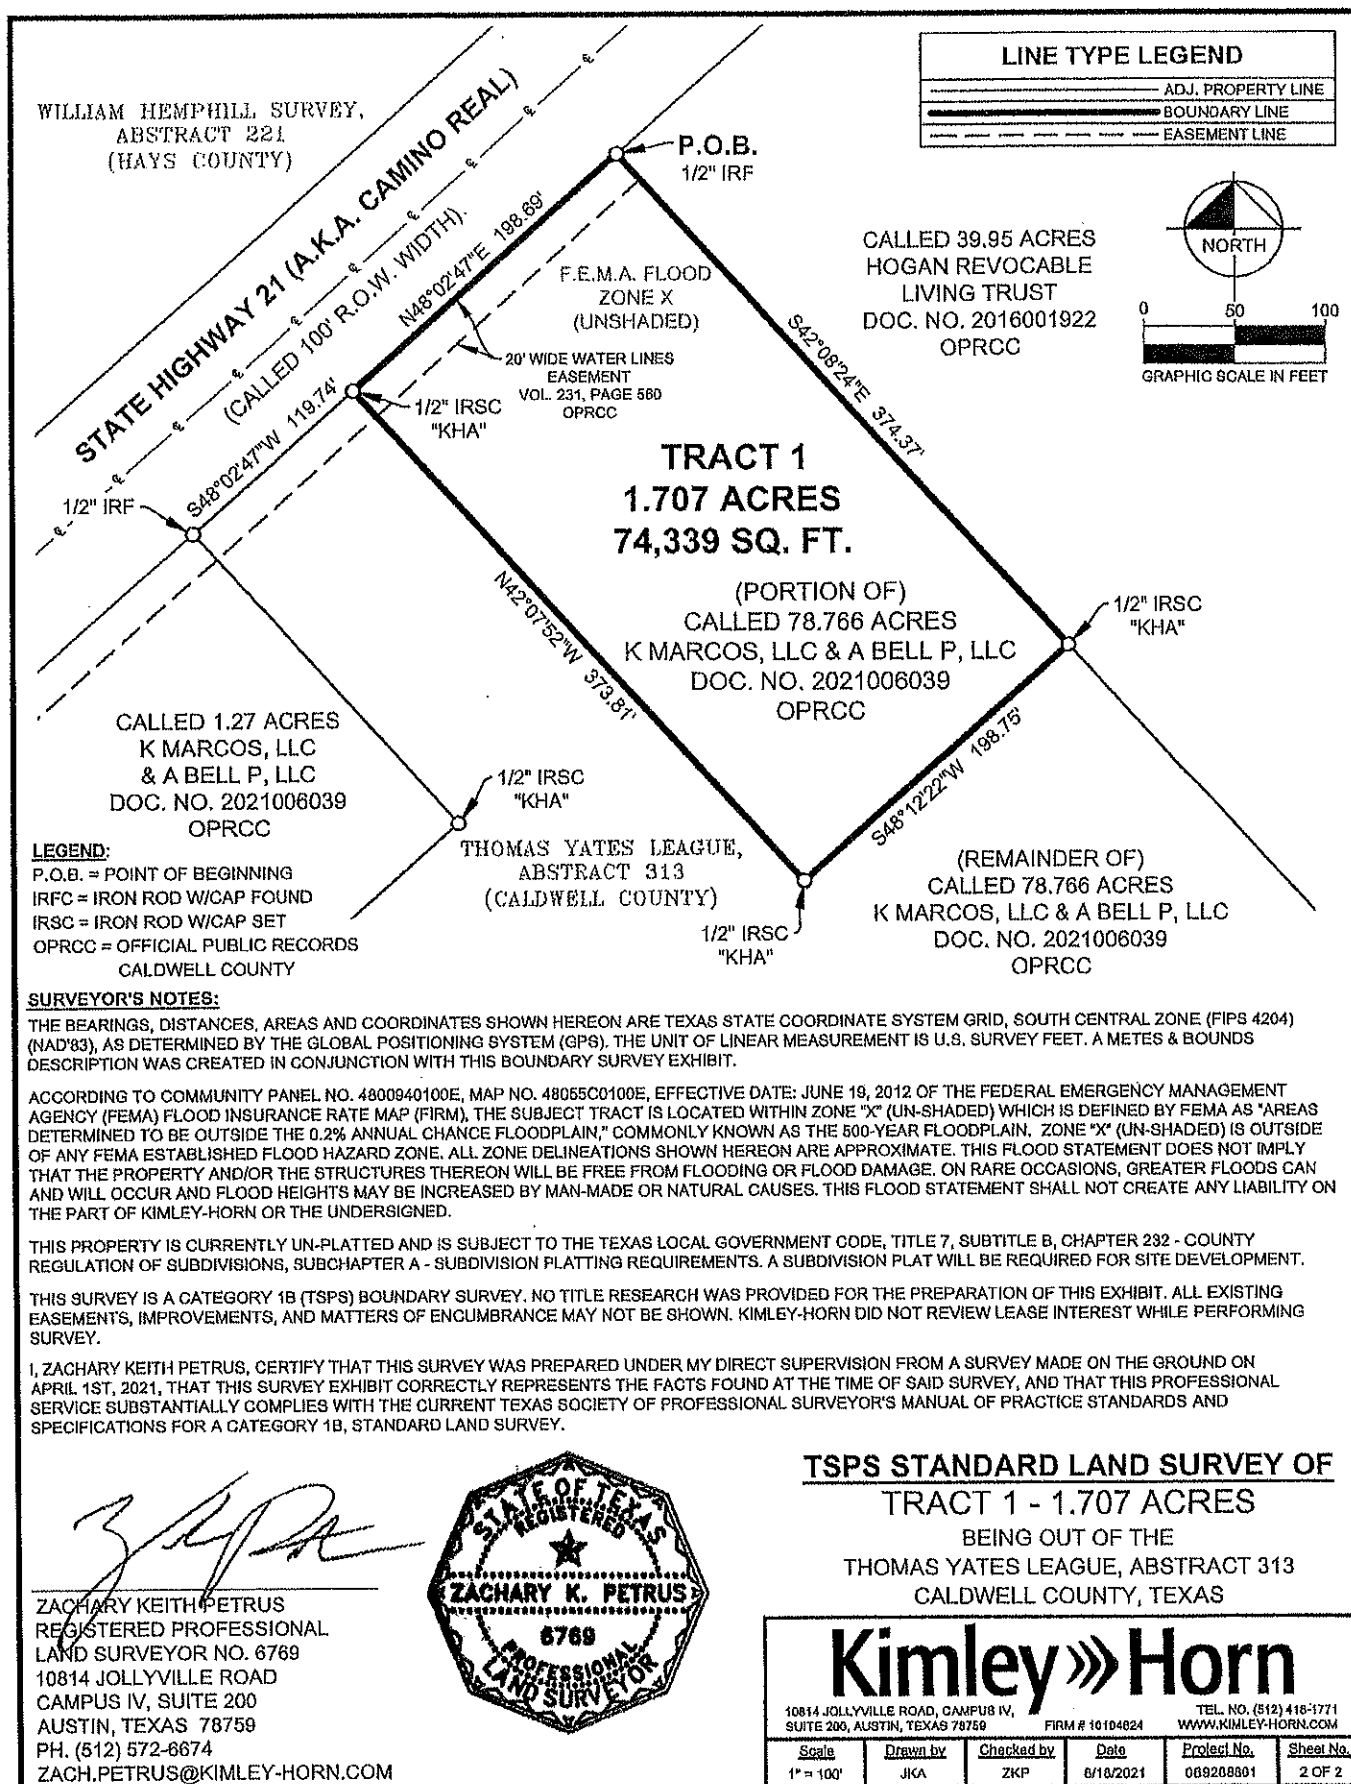 WILLIAM HEMPHILL SURVEY,
ABSTRACT 221
(HAYS COUNTY)
STATE HIGHWAY 21 (A.K.A. CAMINO REAL)
(CALLED 100' R.O.W. WIDTH).
LINE TYPE LEGEND
ADJ. PROPERTY LINE
BOUNDARY LINE
EASEMENT LINE
P.O.B.
1/2" IRF
NORTH
0 50 100
GRAPHIC SCALE IN FEET
CALLED 39.95 ACRES
HOGAN REVOCABLE
LIVING TRUST
DOC. NO. 2016001922
OPRCC
N48°02'47"E 198.69'
F.E.M.A. FLOOD
ZONE X
(UNSHADED)
20' WIDE WATER LINES
EASEMENT
VOL. 231, PAGE 560
OPRCC
S42°08'24"E 374.37'
S48°02'47"W 119.74'
1/2" IRSC
"KHA"
1/2" IRF
TRACT 1
1.707 ACRES
74,339 SQ. FT.
(PORTION OF)
CALLED 78.766 ACRES
K MARCOS, LLC & A BELL P, LLC
DOC. NO. 2021006039
OPRCC
N42°07'52"W 373.81'
1/2" IRSC
"KHA"
S48°12'22"W 198.75'
CALLED 1.27 ACRES
K MARCOS, LLC
& A BELL P, LLC
DOC. NO. 2021006039
OPRCC
1/2" IRSC
"KHA"
THOMAS YATES LEAGUE,
ABSTRACT 313
(CALDWELL COUNTY)
1/2" IRSC
"KHA"
(REMAINDER OF)
CALLED 78.766 ACRES
K MARCOS, LLC & A BELL P, LLC
DOC. NO. 2021006039
OPRCC
LEGEND:
P.O.B. = POINT OF BEGINNING
IRFC = IRON ROD W/CAP FOUND
IRSC = IRON ROD W/CAP SET
OPRCC = OFFICIAL PUBLIC RECORDS
CALDWELL COUNTY
SURVEYOR'S NOTES:
THE BEARINGS, DISTANCES, AREAS AND COORDINATES SHOWN HEREON ARE TEXAS STATE COORDINATE SYSTEM GRID, SOUTH CENTRAL ZONE (FIPS 4204)
(NAD'83), AS DETERMINED BY THE GLOBAL POSITIONING SYSTEM (GPS). THE UNIT OF LINEAR MEASUREMENT IS U.S. SURVEY FEET. A METES & BOUNDS
DESCRIPTION WAS CREATED IN CONJUNCTION WITH THIS BOUNDARY SURVEY EXHIBIT.
ACCORDING TO COMMUNITY PANEL NO. 4800940100E, MAP NO. 48055C0100E, EFFECTIVE DATE: JUNE 19, 2012 OF THE FEDERAL EMERGENCY MANAGEMENT
AGENCY (FEMA) FLOOD INSURANCE RATE MAP (FIRM), THE SUBJECT TRACT IS LOCATED WITHIN ZONE "X" (UN-SHADED) WHICH IS DEFINED BY FEMA AS "AREAS
DETERMINED TO BE OUTSIDE THE 0.2% ANNUAL CHANCE FLOODPLAIN," COMMONLY KNOWN AS THE 500-YEAR FLOODPLAIN. ZONE "X" (UN-SHADED) IS OUTSIDE
OF ANY FEMA ESTABLISHED FLOOD HAZARD ZONE. ALL ZONE DELINEATIONS SHOWN HEREON ARE APPROXIMATE. THIS FLOOD STATEMENT DOES NOT IMPLY
THAT THE PROPERTY AND/OR THE STRUCTURES THEREON WILL BE FREE FROM FLOODING OR FLOOD DAMAGE. ON RARE OCCASIONS, GREATER FLOODS CAN
AND WILL OCCUR AND FLOOD HEIGHTS MAY BE INCREASED BY MAN-MADE OR NATURAL CAUSES. THIS FLOOD STATEMENT SHALL NOT CREATE ANY LIABILITY ON
THE PART OF KIMLEY-HORN OR THE UNDERSIGNED.
THIS PROPERTY IS CURRENTLY UN-PLATTED AND IS SUBJECT TO THE TEXAS LOCAL GOVERNMENT CODE, TITLE 7, SUBTITLE B, CHAPTER 232 - COUNTY
REGULATION OF SUBDIVISIONS, SUBCHAPTER A - SUBDIVISION PLATTING REQUIREMENTS. A SUBDIVISION PLAT WILL BE REQUIRED FOR SITE DEVELOPMENT.
THIS SURVEY IS A CATEGORY 1B (TSPS) BOUNDARY SURVEY. NO TITLE RESEARCH WAS PROVIDED FOR THE PREPARATION OF THIS EXHIBIT. ALL EXISTING
EASEMENTS, IMPROVEMENTS, AND MATTERS OF ENCUMBRANCE MAY NOT BE SHOWN. KIMLEY-HORN DID NOT REVIEW LEASE INTEREST WHILE PERFORMING
SURVEY.
I, ZACHARY KEITH PETRUS, CERTIFY THAT THIS SURVEY WAS PREPARED UNDER MY DIRECT SUPERVISION FROM A SURVEY MADE ON THE GROUND ON
APRIL 1ST, 2021, THAT THIS SURVEY EXHIBIT CORRECTLY REPRESENTS THE FACTS FOUND AT THE TIME OF SAID SURVEY, AND THAT THIS PROFESSIONAL
SERVICE SUBSTANTIALLY COMPLIES WITH THE CURRENT TEXAS SOCIETY OF PROFESSIONAL SURVEYOR'S MANUAL OF PRACTICE STANDARDS AND
SPECIFICATIONS FOR A CATEGORY 1B, STANDARD LAND SURVEY.
ZACHARY KEITH PETRUS
REGISTERED PROFESSIONAL
LAND SURVEYOR NO. 6769
10814 JOLLYVILLE ROAD
CAMPUS IV, SUITE 200
AUSTIN, TEXAS 78759
PH. (512) 572-6674
ZACH.PETRUS@KIMLEY-HORN.COM
STATE OF TEXAS
REGISTERED
ZACHARY K. PETRUS
6769
PROFESSIONAL
LAND SURVEYOR
TSPS STANDARD LAND SURVEY OF
TRACT 1 - 1.707 ACRES
BEING OUT OF THE
THOMAS YATES LEAGUE, ABSTRACT 313
CALDWELL COUNTY, TEXAS
Kimley»Horn
10814 JOLLYVILLE ROAD, CAMPUS IV,
SUITE 200, AUSTIN, TEXAS 78759
FIRM # 10194624
TEL. NO. (512) 418-1771
WWW.KIMLEY-HORN.COM
Scale Drawn by Checked by Date Project No. Sheet No.
1" = 100' JKA ZKP 6/18/2021 069208801 2 OF 2